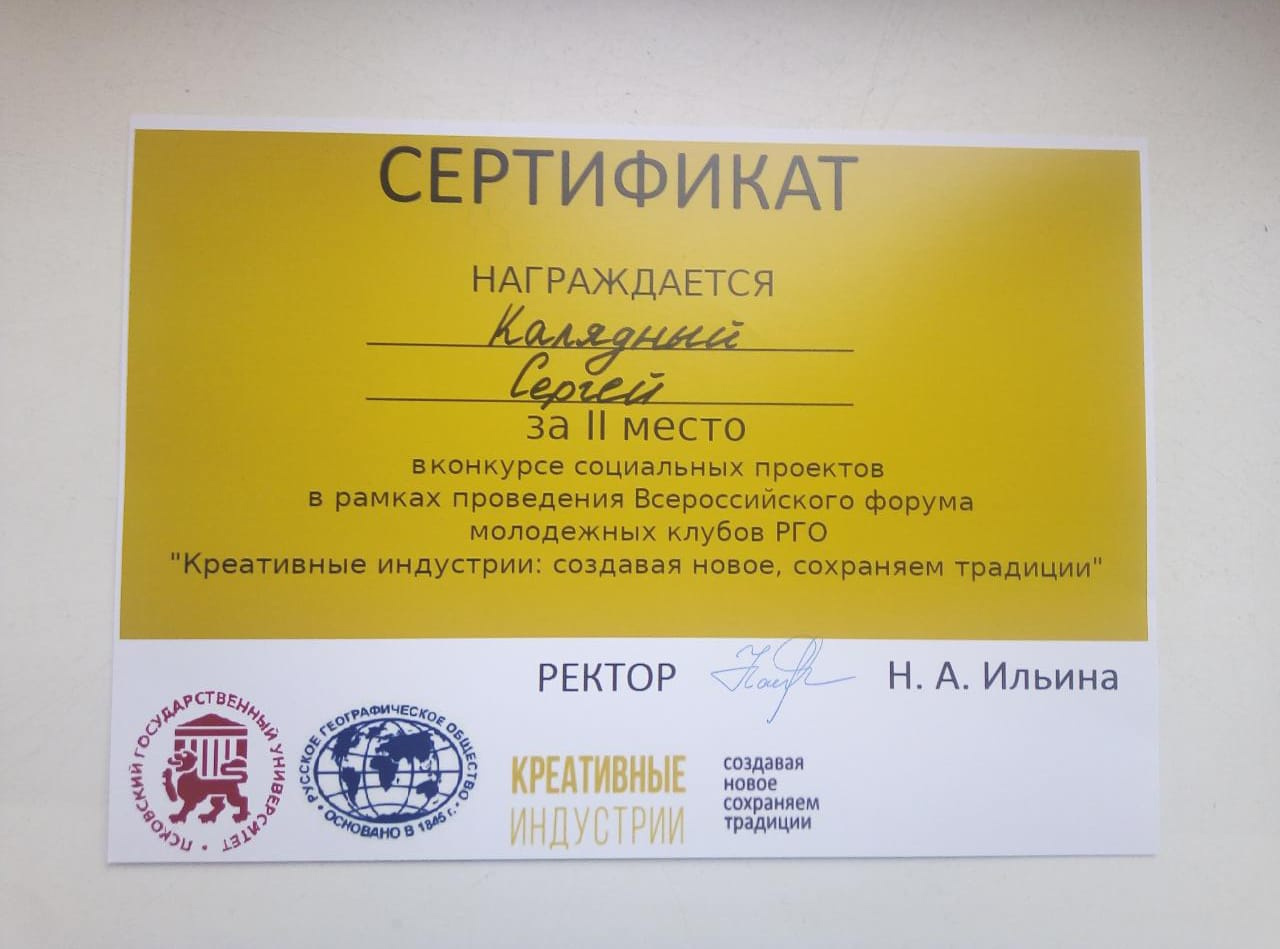 СЕРТИФИКАТ
НАГРАЖДАЕТСЯ
Калядный
Сергей
за II место
в конкурсе социальных проектов
в рамках проведения Всероссийского форума
молодежных клубов РГО
"Креативные индустрии: создавая новое, сохраняем традиции"
РЕКТОР Н. А. Ильина
ПСКОВСКИЙ ГОСУДАРСТВЕННЫЙ УНИВЕРСИТЕТ
РУССКОЕ ГЕОГРАФИЧЕСКОЕ ОБЩЕСТВО
ОСНОВАНО В 1845 г.
КРЕАТИВНЫЕ
ИНДУСТРИИ
создавая
новое
сохраняем
традиции